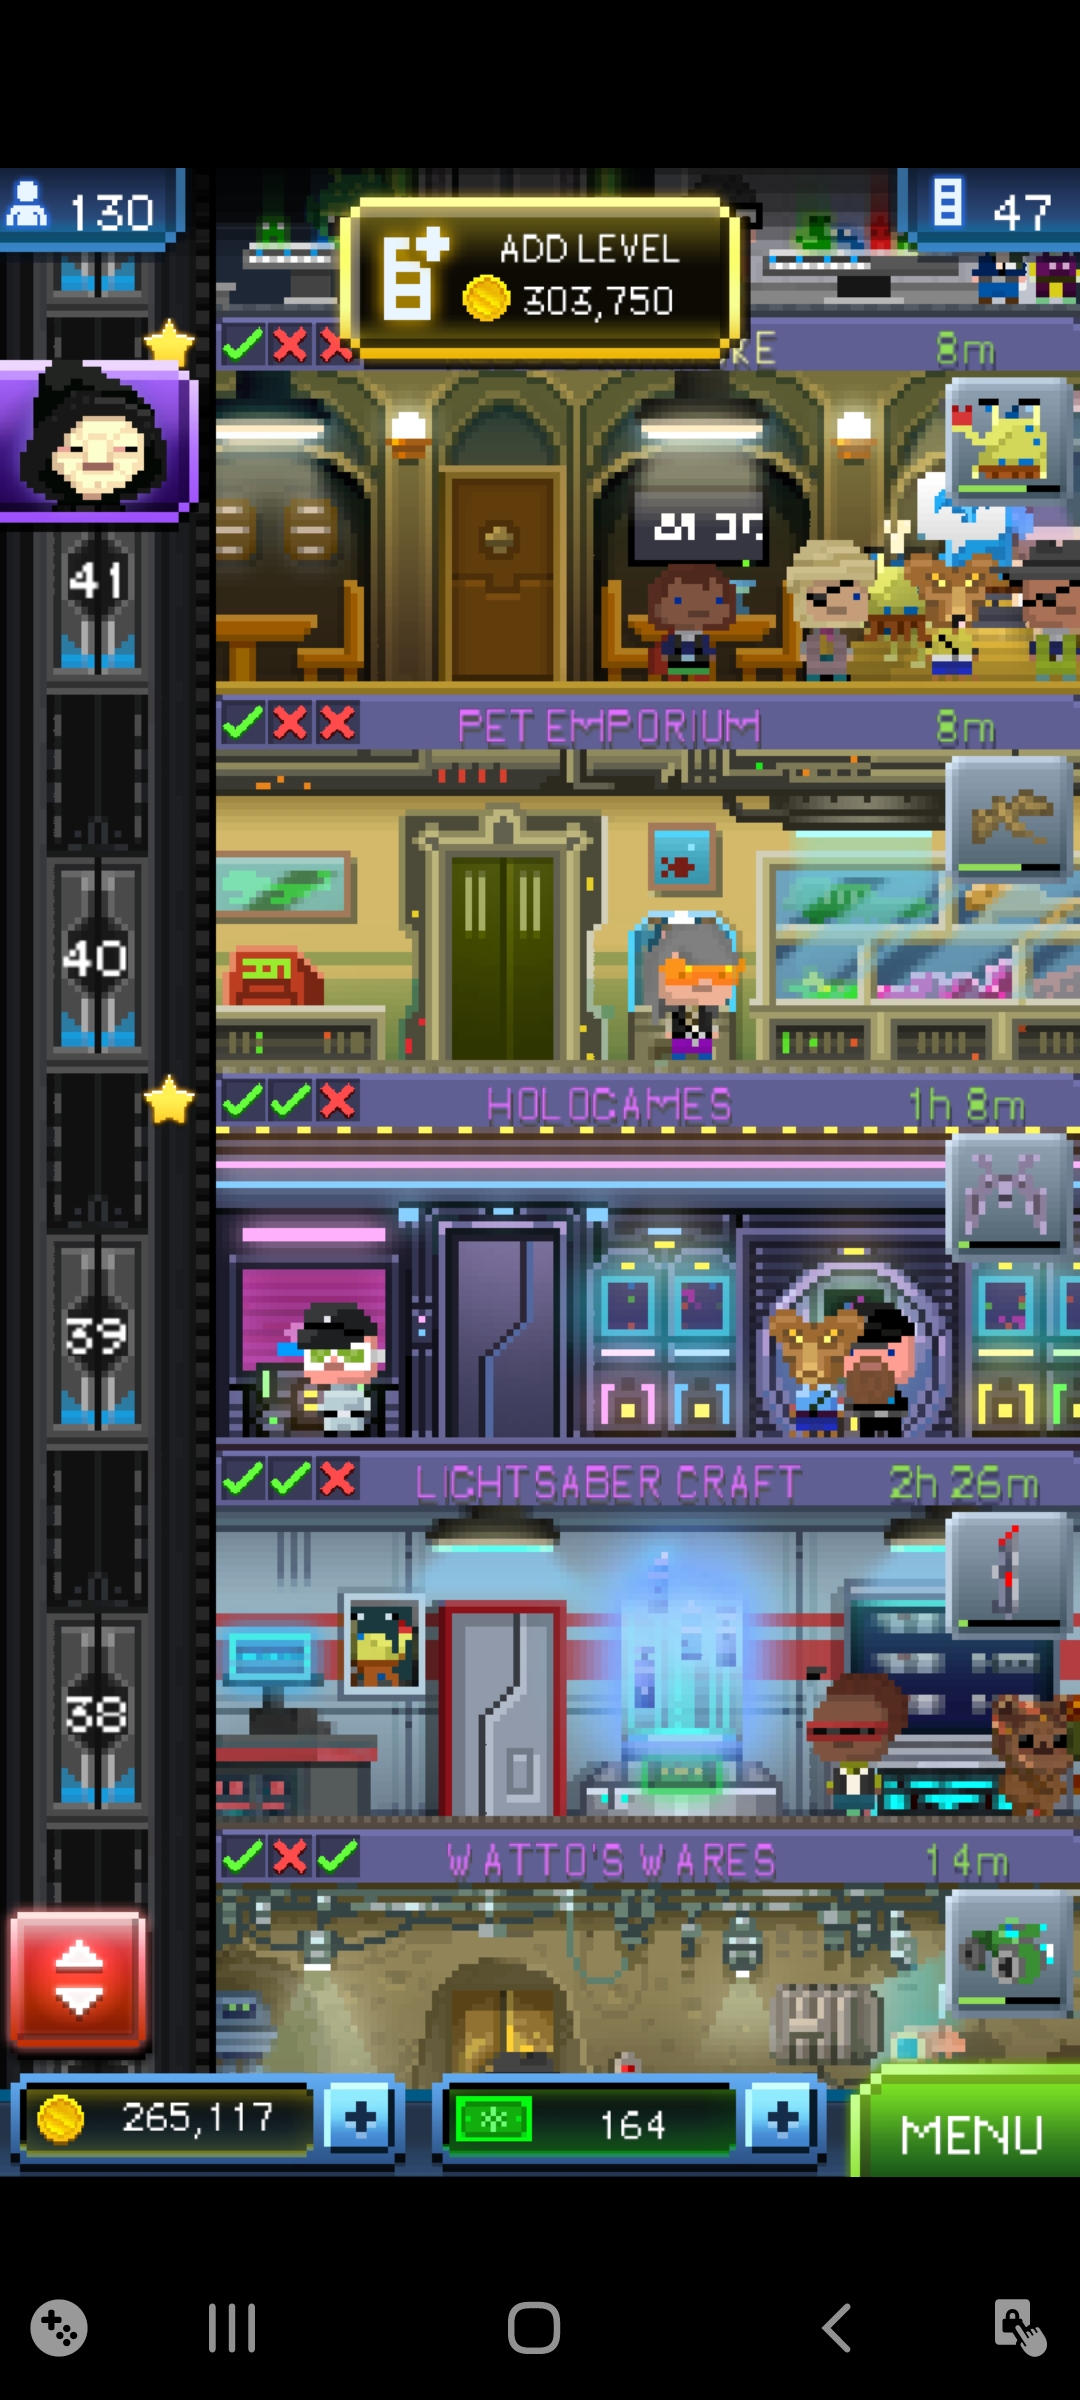 130
47
ADD LEVEL
303,750
8m
41
PET EMPORIUM
8m
40
HOLOGAMES
1h 8m
39
LIGHTSABER CRAFT
2h 26m
38
WATTO'S WARES
14m
265,117
164
MENU